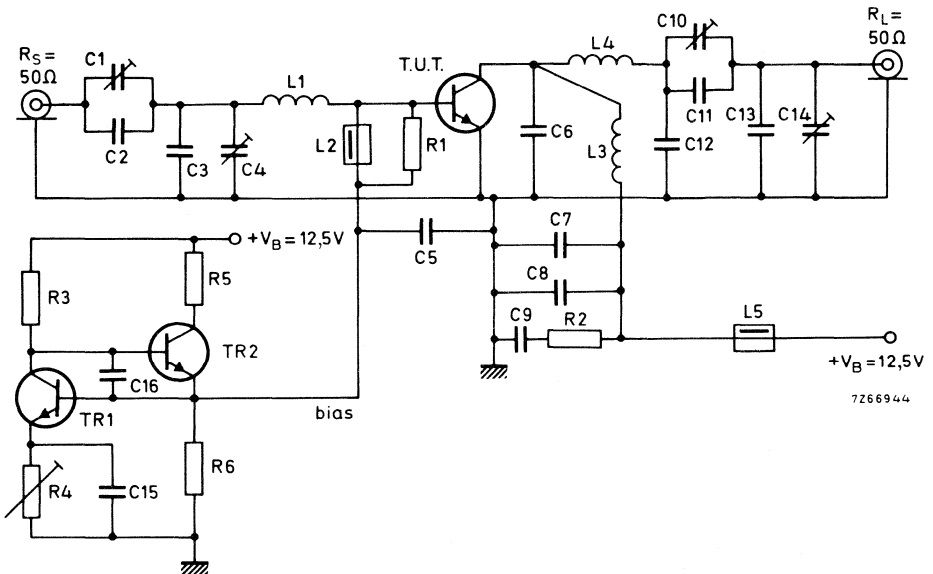 R_S =
50Ω
C1
C2
C3
C4
L1
L2
R1
T.U.T.
C6
L4
L3
C10
C11
C12
C13
C14
R_L =
50Ω
C5
C7
C8
C9
R2
L5
+V_B = 12,5V
7266944
+V_B = 12,5V
R3
R5
TR2
C16
TR1
bias
R4
C15
R6